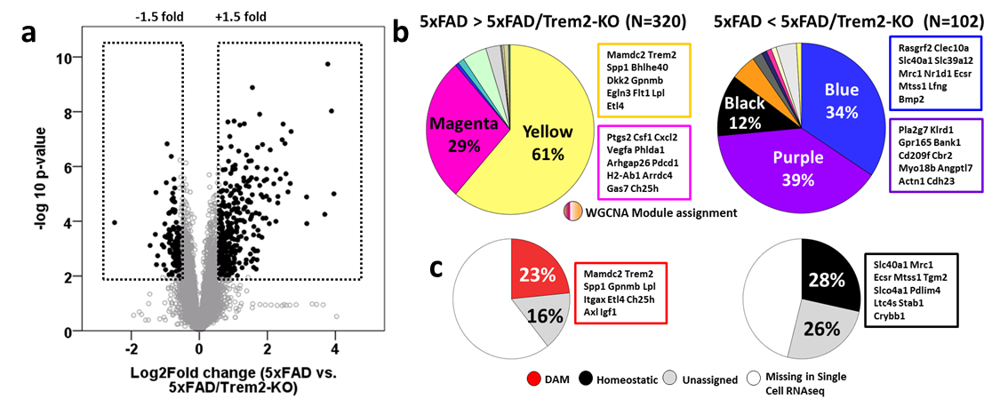 a
-1.5 fold
+1.5 fold
-log 10 p-value
10
8
6
4
2
0
-2
0
2
4
Log2Fold change (5xFAD vs.
5xFAD/Trem2-KO)
b
5xFAD > 5xFAD/Trem2-KO (N=320)
Magenta
29%
Yellow
61%
Mamdc2 Trem2
Spp1 Bhlhe40
Dkk2 Gpnmb
Egln3 Flt1 Lpl
Etl4
Ptgs2 Csf1 Cxcl2
Vegfa Phlda1
Arhgap26 Pdcd1
H2-Ab1 Arrdc4
Gas7 Ch25h
WGCNA Module assignment
5xFAD < 5xFAD/Trem2-KO (N=102)
Blue
34%
Black
12%
Purple
39%
Rasgrf2 Clec10a
Slc40a1 Slc39a12
Mrc1 Nr1d1 Ecsr
Mtss1 Lfng
Bmp2
Pla2g7 Klrd1
Gpr165 Bank1
Cd209f Cbr2
Myo18b Angptl7
Actn1 Cdh23
c
23%
16%
Mamdc2 Trem2
Spp1 Gpnmb Lpl
Itgax Etl4 Ch25h
Axl Igf1
28%
26%
Slc40a1 Mrc1
Ecsr Mtss1 Tgm2
Slco4a1 Pdlim4
Ltc4s Stab1
Crybb1
DAM
Homeostatic
Unassigned
Missing in Single
Cell RNAseq